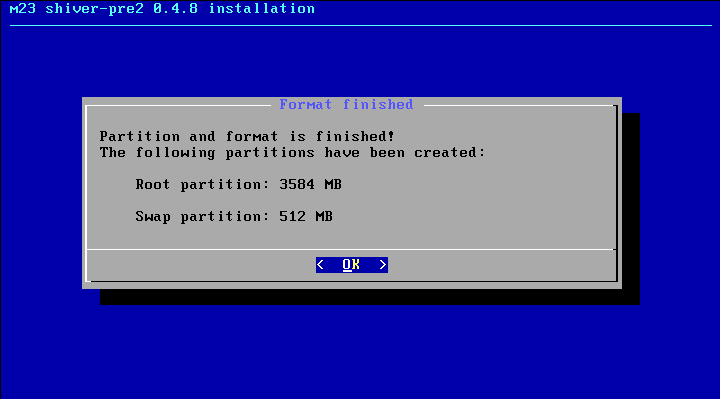 m23 shiver-pre2 0.4.8 installation
Format finished
Partition and format is finished!
The following partitions have been created:
Root partition: 3584 MB
Swap partition: 512 MB
< OK >